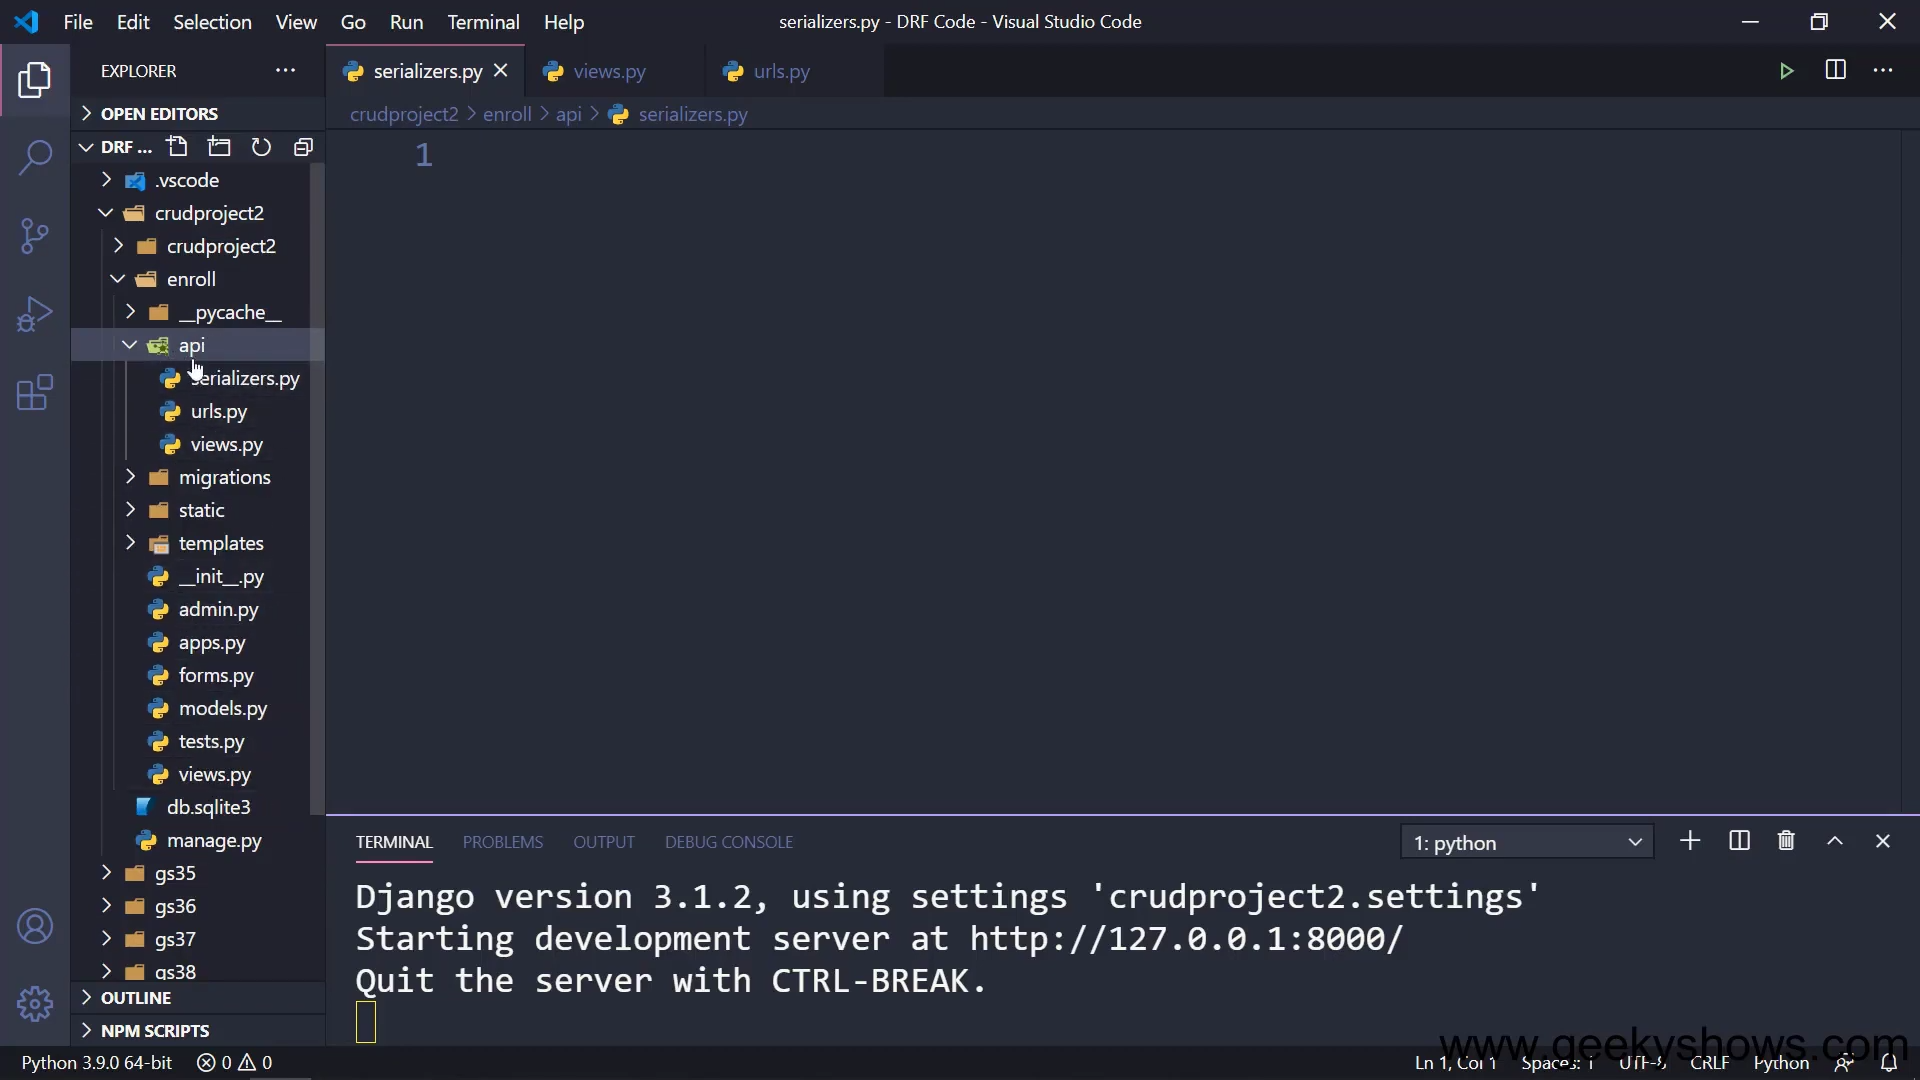 File Edit Selection View Go Run Terminal Help
serializers.py - DRF Code - Visual Studio Code
EXPLORER
serializers.py
views.py
urls.py
OPEN EDITORS
crudproject2 > enroll > api > serializers.py
DRF ...
1
.vscode
crudproject2
crudproject2
enroll
__pycache__
api
serializers.py
urls.py
views.py
migrations
static
templates
__init__.py
admin.py
apps.py
forms.py
models.py
tests.py
views.py
db.sqlite3
manage.py
gs35
gs36
gs37
gs38
OUTLINE
NPM SCRIPTS
TERMINAL PROBLEMS OUTPUT DEBUG CONSOLE
1: python
Django version 3.1.2, using settings 'crudproject2.settings'
Starting development server at http://127.0.0.1:8000/
Quit the server with CTRL-BREAK.
www.geekyshows.com
Python 3.9.0 64-bit 0 0
Ln 1, Col 1 Spaces: 1 UTF-8 CRLF Python